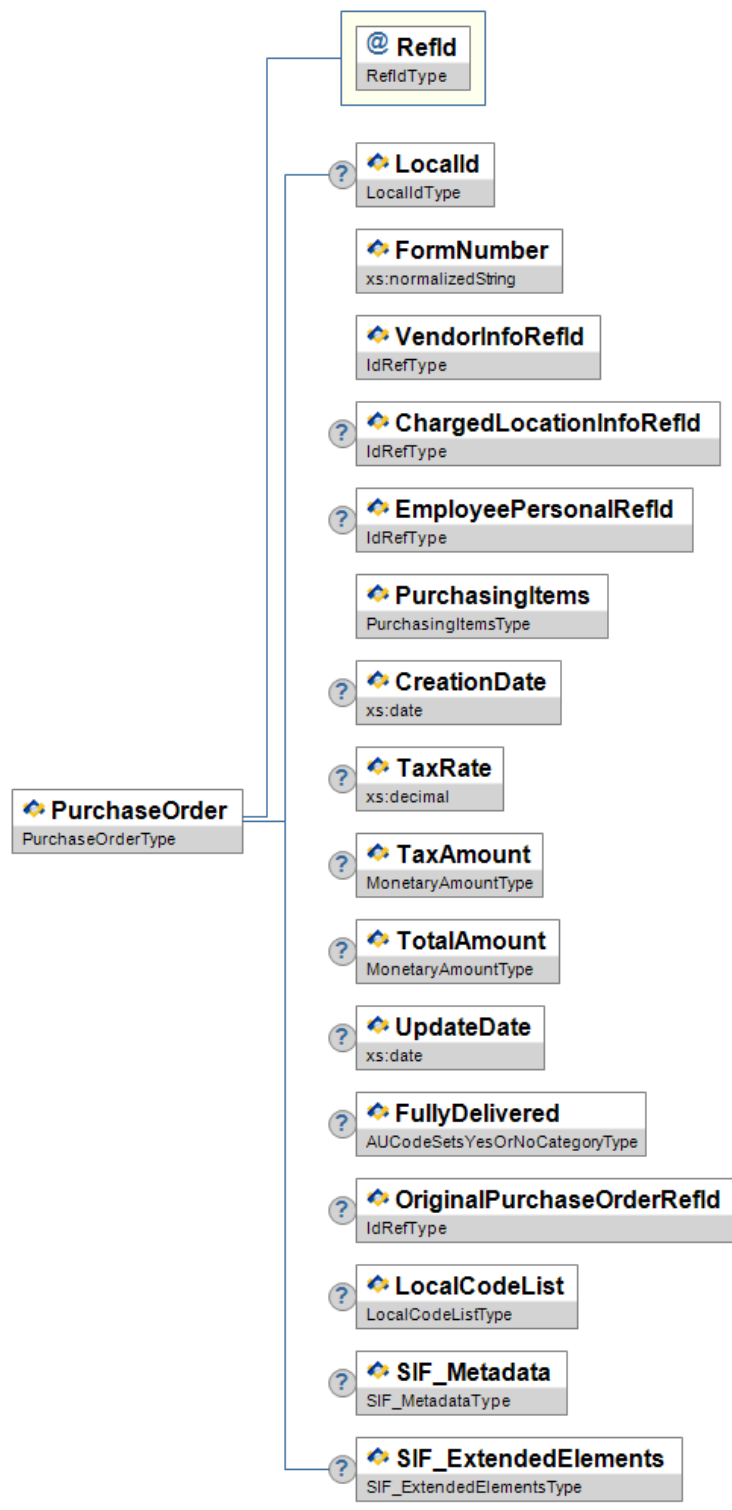 @ RefId
RefIdType
? LocalId
LocalIdType
FormNumber
xs:normalizedString
VendorInfoRefId
IdRefType
? ChargedLocationInfoRefId
IdRefType
? EmployeePersonalRefId
IdRefType
PurchasingItems
PurchasingItemsType
? CreationDate
xs:date
? TaxRate
xs:decimal
PurchaseOrder
PurchaseOrderType
? TaxAmount
MonetaryAmountType
? TotalAmount
MonetaryAmountType
? UpdateDate
xs:date
? FullyDelivered
AUCodeSetsYesOrNoCategoryType
? OriginalPurchaseOrderRefId
IdRefType
? LocalCodeList
LocalCodeListType
? SIF_Metadata
SIF_MetadataType
? SIF_ExtendedElements
SIF_ExtendedElementsType